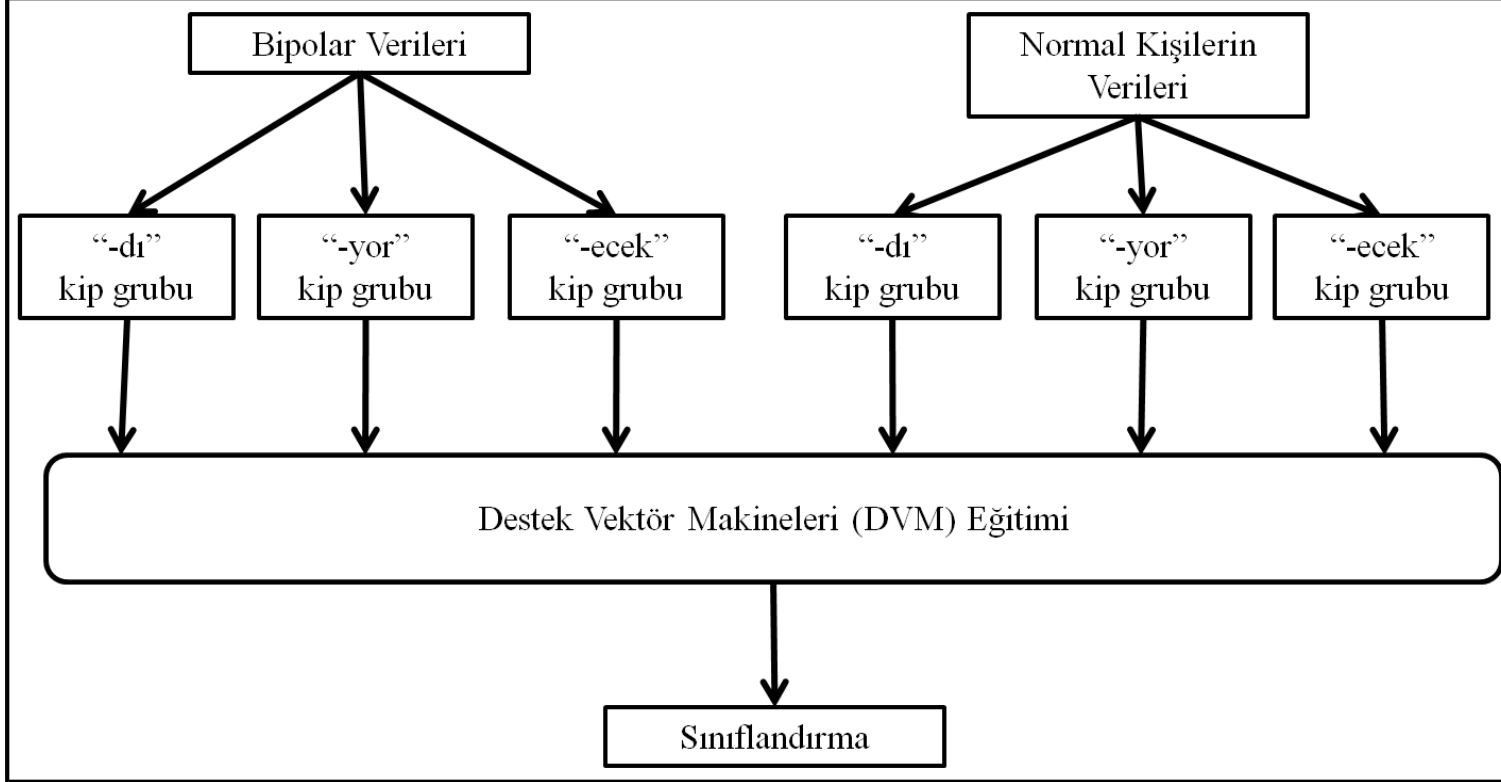 Bipolar Verileri
Normal Kişilerin
Verileri
“-dı”
kip grubu
“-yor”
kip grubu
“-ecek”
kip grubu
“-dı”
kip grubu
“-yor”
kip grubu
“-ecek”
kip grubu
Destek Vektör Makineleri (DVM) Eğitimi
Sınıflandırma